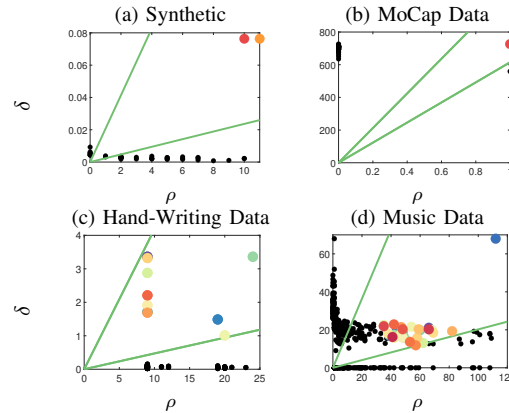 (a) Synthetic
(b) MoCap Data
0.08
0.06
0.04
0.02
0
0 2 4 6 8 10
δ
ρ
800
600
400
200
0
0 0.2 0.4 0.6 0.8 1
ρ
(c) Hand-Writing Data
(d) Music Data
4
3
2
1
0
0 5 10 15 20 25
δ
ρ
80
60
40
20
0
0 20 40 60 80 100 120
ρ